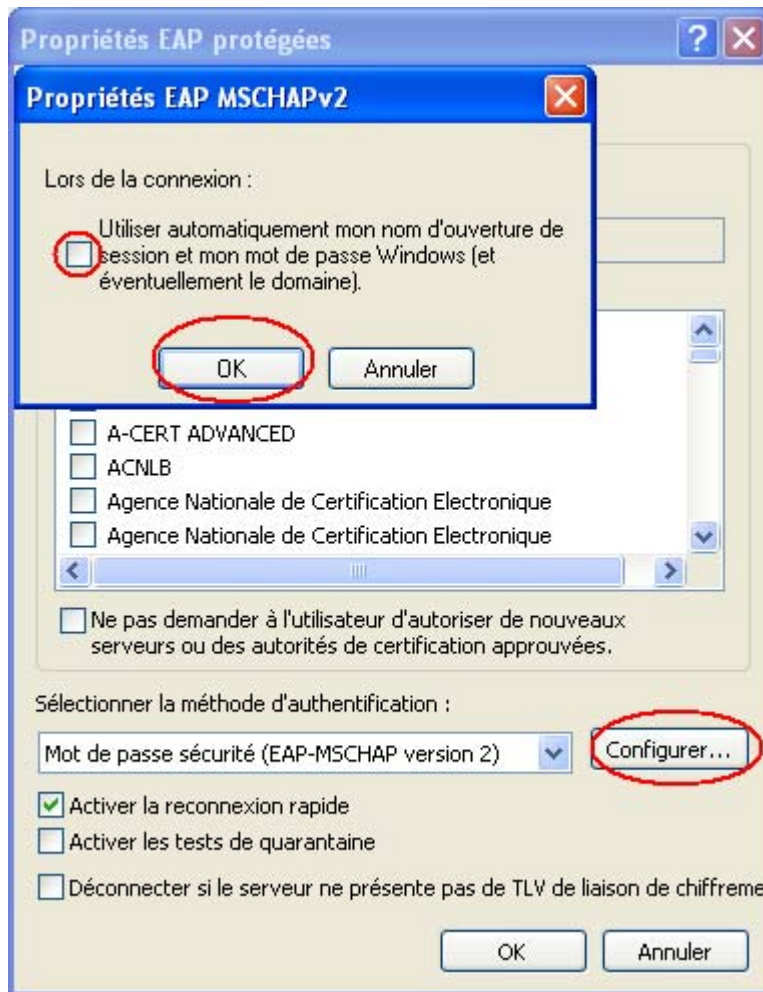 Propriétés EAP protégées
Propriétés EAP MSCHAPv2
Lors de la connexion :
Utiliser automatiquement mon nom d'ouverture de
session et mon mot de passe Windows (et
éventuellement le domaine).
OK
Annuler
A-CERT ADVANCED
ACNLB
Agence Nationale de Certification Electronique
Agence Nationale de Certification Electronique
Ne pas demander à l'utilisateur d'autoriser de nouveaux
serveurs ou des autorités de certification approuvées.
Sélectionner la méthode d'authentification :
Mot de passe sécurité (EAP-MSCHAP version 2)
Configurer...
Activer la reconnexion rapide
Activer les tests de quarantaine
Déconnecter si le serveur ne présente pas de TLV de liaison de chiffreme
OK
Annuler